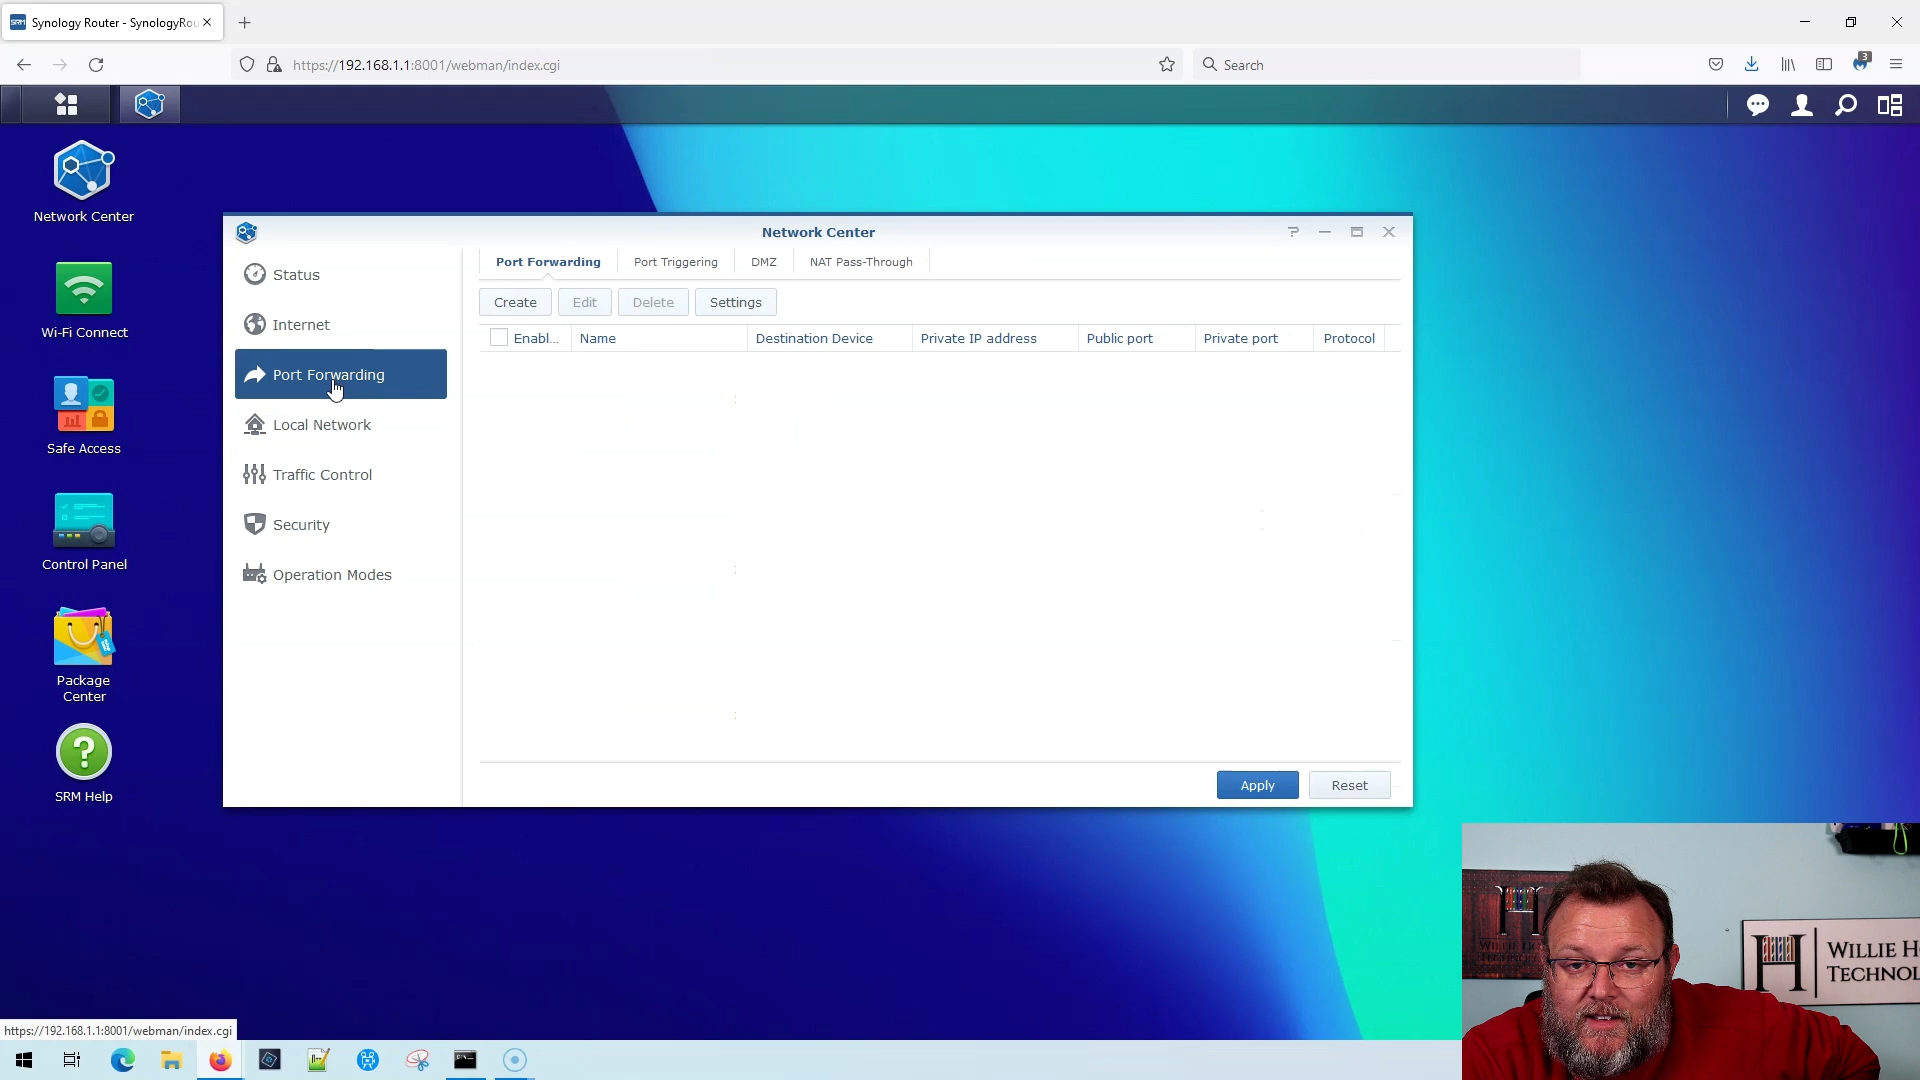 Synology Router - SynologyRou
https://192.168.1.1:8001/webman/index.cgi
Search
3
Network Center
Wi-Fi Connect
Safe Access
Control Panel
Package
Center
SRM Help
Network Center
Status
Internet
Port Forwarding
Local Network
Traffic Control
Security
Operation Modes
Port Forwarding
Port Triggering
DMZ
NAT Pass-Through
Create
Edit
Delete
Settings
Enabl...
Name
Destination Device
Private IP address
Public port
Private port
Protocol
Apply
Reset
WILLIE H
TECHNOL
https://192.168.1.1:8001/webman/index.cgi